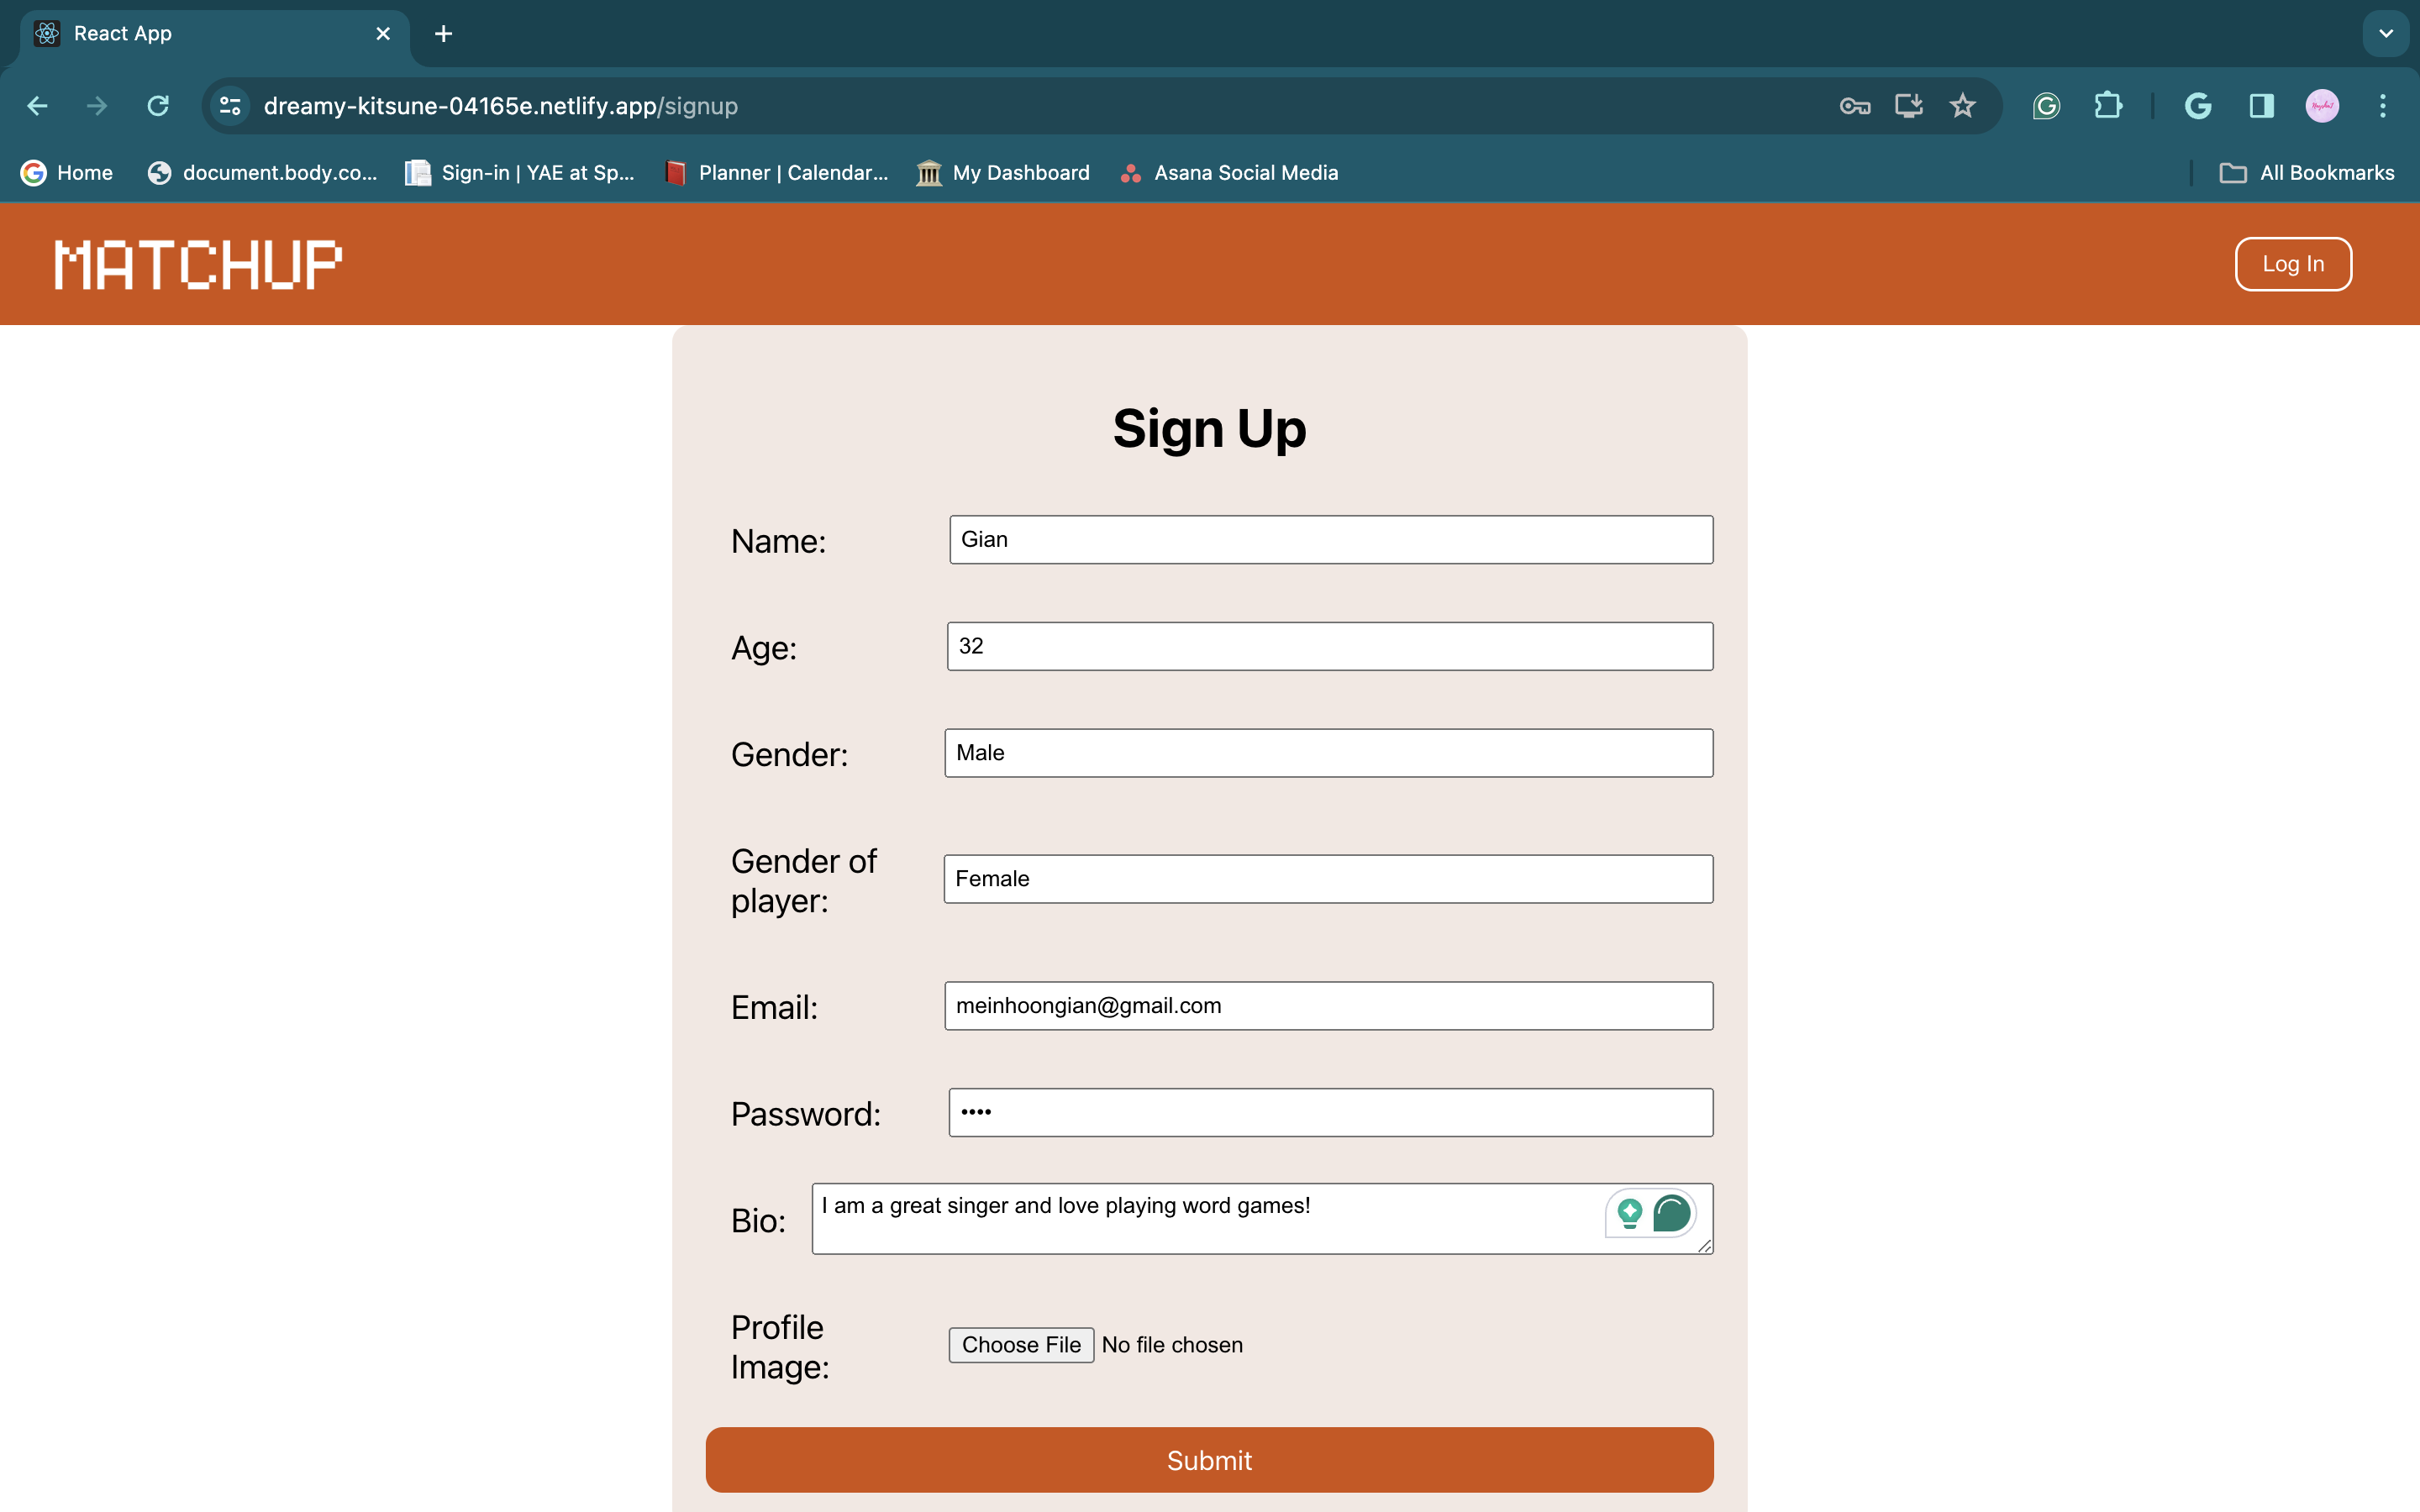 React App
dreamy-kitsune-04165e.netlify.app/signup
Home document.body.co... Sign-in | YAE at Sp... Planner | Calendar... My Dashboard Asana Social Media All Bookmarks
MATCHUP Log In
Sign Up
Name: Gian
Age: 32
Gender: Male
Gender of
player: Female
Email: meinhoongian@gmail.com
Password: ••••
Bio: I am a great singer and love playing word games!
Profile
Image: Choose File No file chosen
Submit